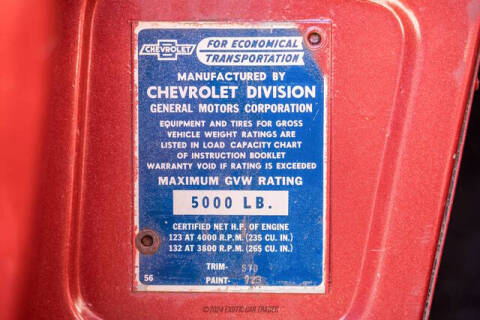 CHEVROLET
FOR ECONOMICAL
TRANSPORTATION
MANUFACTURED BY
CHEVROLET DIVISION
GENERAL MOTORS CORPORATION
EQUIPMENT AND TIRES FOR GROSS
VEHICLE WEIGHT RATINGS ARE
LISTED IN LOAD CAPACITY CHART
OF INSTRUCTION BOOKLET
WARRANTY VOID IF RATING IS EXCEEDED
MAXIMUM GVW RATING
5000 LB.
CERTIFIED NET H.P. OF ENGINE
123 AT 4000 R.P.M. (235 CU. IN.)
132 AT 3800 R.P.M. (265 CU. IN.)
TRIM- STD
PAINT-
56
©2024 EXOTIC CAR TRADER